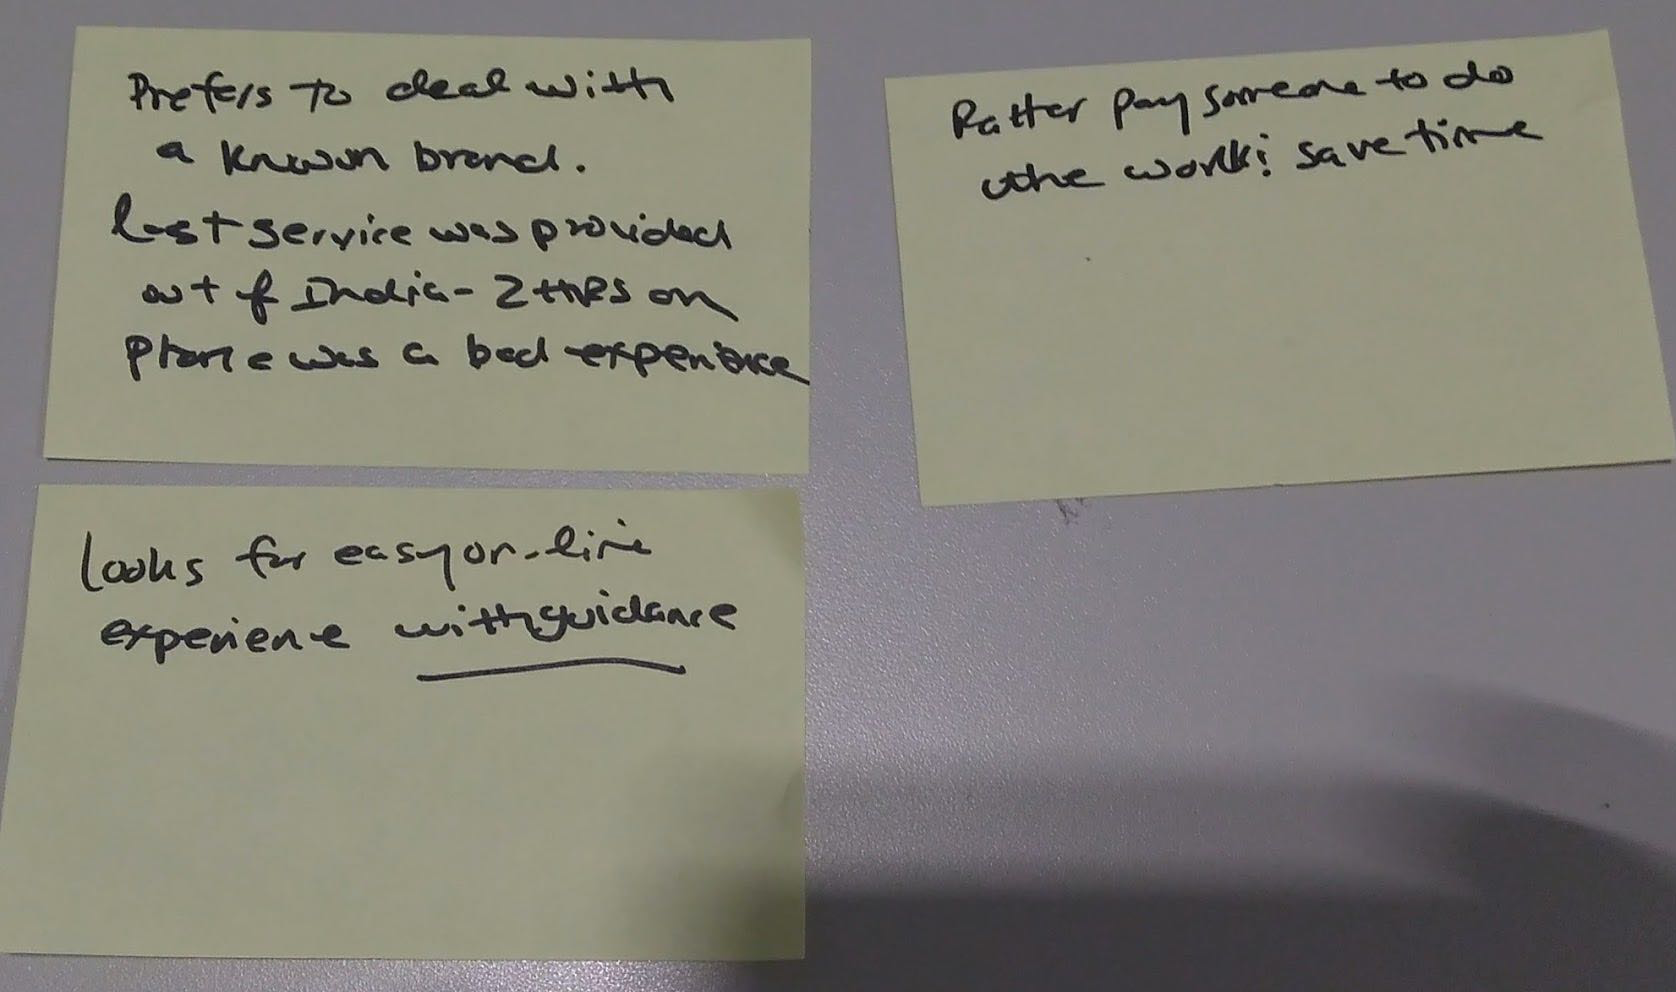 Prefers to deal with
a known brand.
last service was provided
out of India - 2 HRS on
phone was a bad experience
Rather pay someone to do
the work; save time
Looks for easy on-line
experience with guidance